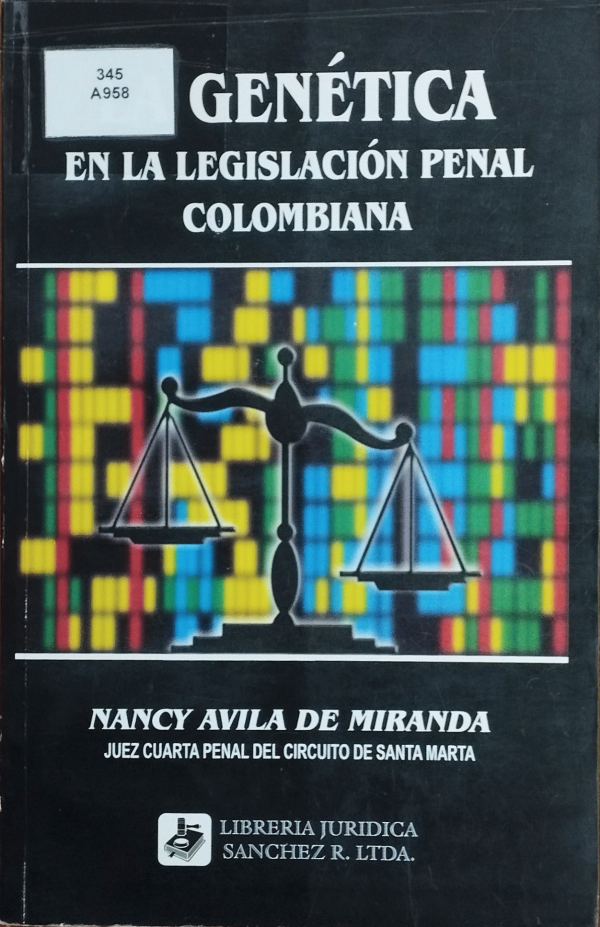 345
A958
GENÉTICA
EN LA LEGISLACIÓN PENAL
COLOMBIANA
NANCY AVILA DE MIRANDA
JUEZ CUARTA PENAL DEL CIRCUITO DE SANTA MARTA
LIBRERIA JURIDICA
SANCHEZ R. LTDA.